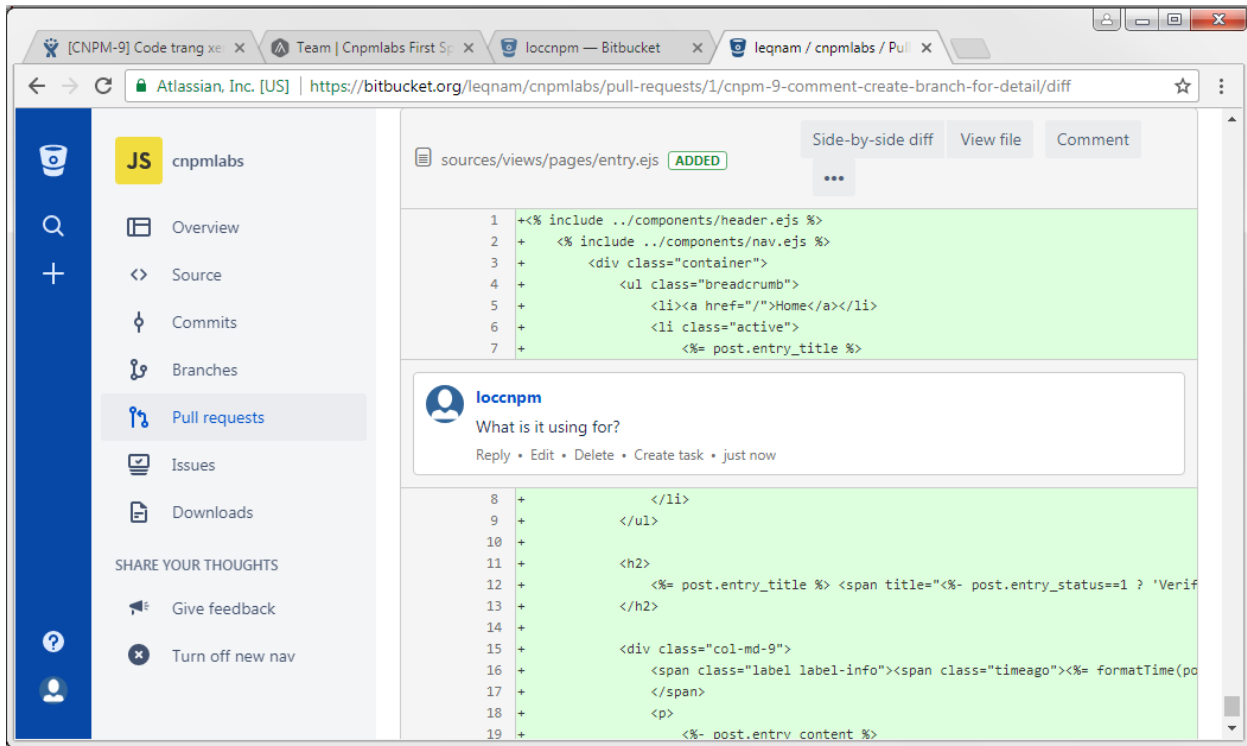 [CNPM-9] Code trang xe
Team | Cnpmlabs First Sp
loccnpm — Bitbucket
leqnam / cnpmlabs / Pull
Atlassian, Inc. [US] | https://bitbucket.org/leqnam/cnpmlabs/pull-requests/1/cnpm-9-comment-create-branch-for-detail/diff
JS cnpmlabs
Overview
Source
Commits
Branches
Pull requests
Issues
Downloads
SHARE YOUR THOUGHTS
Give feedback
Turn off new nav
sources/views/pages/entry.ejs ADDED
Side-by-side diff View file Comment
•••
1 +<% include ../components/header.ejs %>
2 + <% include ../components/nav.ejs %>
3 + <div class="container">
4 + <ul class="breadcrumb">
5 + <li><a href="/">Home</a></li>
6 + <li class="active">
7 + <%= post.entry_title %>
loccnpm
What is it using for?
Reply • Edit • Delete • Create task • just now
8 + </li>
9 + </ul>
10 +
11 + <h2>
12 + <%= post.entry_title %> <span title="<%- post.entry_status==1 ? 'Verif
13 + </h2>
14 +
15 + <div class="col-md-9">
16 + <span class="label label-info"><span class="timeago"><%= formatTime(po
17 + </span>
18 + <p>
19 + <%- post.entry_content %>